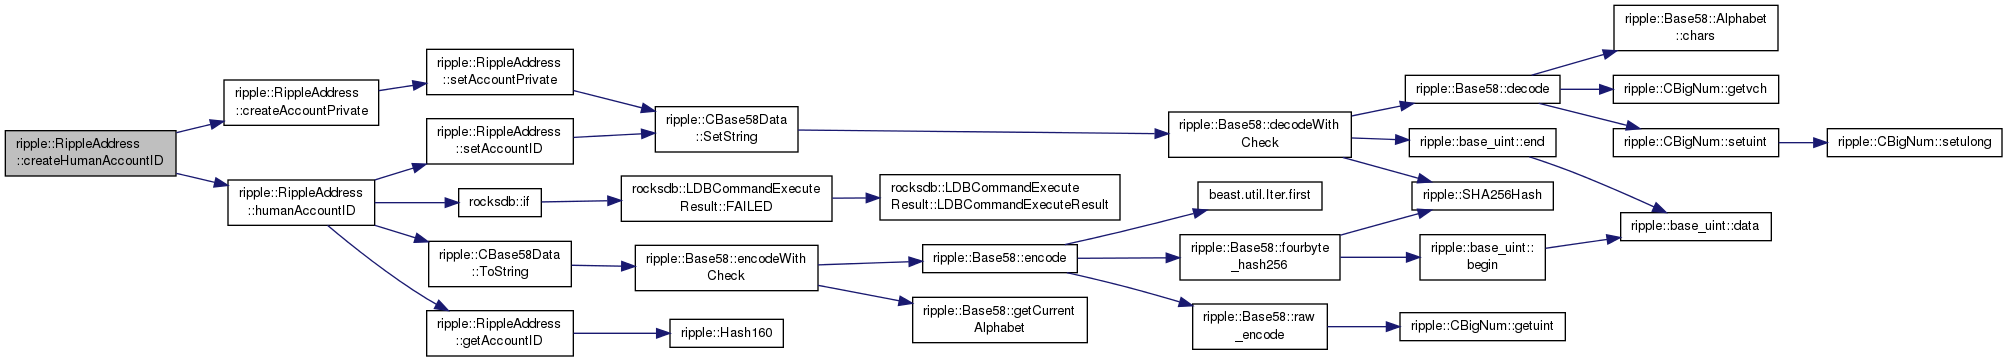 ripple::RippleAddress
::createHumanAccountID
ripple::RippleAddress
::createAccountPrivate
ripple::RippleAddress
::humanAccountID
ripple::RippleAddress
::setAccountPrivate
ripple::RippleAddress
::setAccountID
rocksdb::if
ripple::CBase58Data
::ToString
ripple::RippleAddress
::getAccountID
ripple::CBase58Data
::SetString
rocksdb::LDBCommandExecute
Result::FAILED
ripple::Base58::encodeWith
Check
ripple::Hash160
rocksdb::LDBCommandExecute
Result::LDBCommandExecuteResult
ripple::Base58::encode
ripple::Base58::getCurrent
Alphabet
ripple::Base58::decodeWith
Check
beast.util.Iter.first
ripple::Base58::fourbyte
_hash256
ripple::Base58::raw
_encode
ripple::Base58::decode
ripple::base_uint::end
ripple::SHA256Hash
ripple::base_uint::
begin
ripple::CBigNum::getuint
ripple::Base58::Alphabet
::chars
ripple::CBigNum::getvch
ripple::CBigNum::setuint
ripple::base_uint::data
ripple::CBigNum::setulong